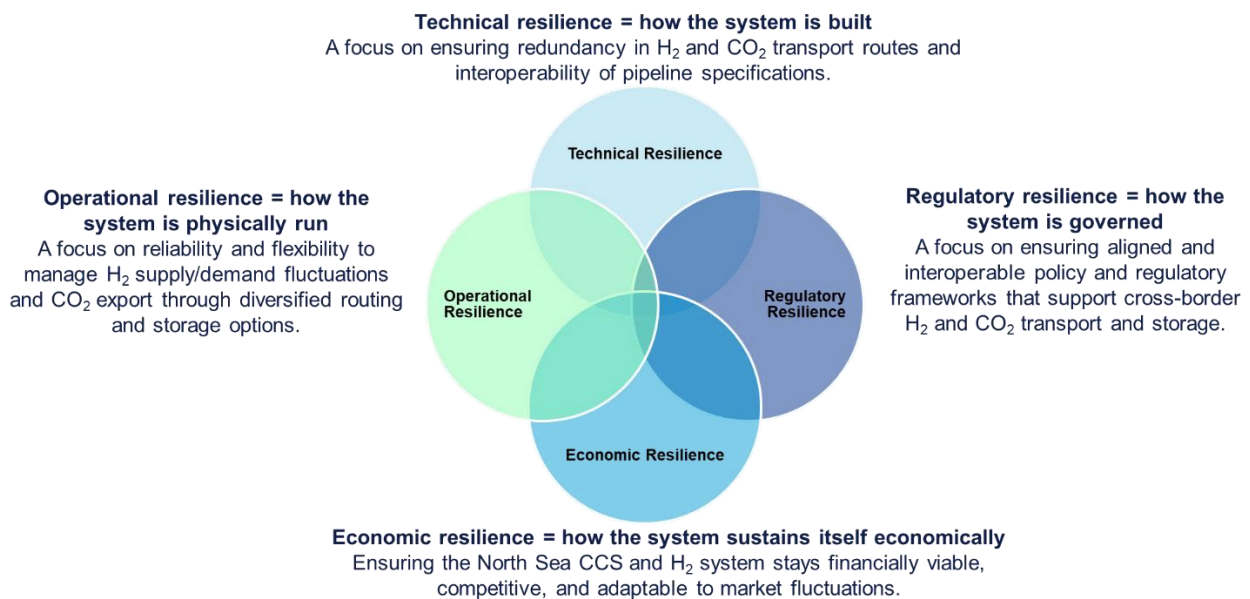 Technical resilience = how the system is built
A focus on ensuring redundancy in H₂ and CO₂ transport routes and
interoperability of pipeline specifications.
Technical Resilience
Operational resilience = how the
system is physically run
A focus on reliability and flexibility to
manage H₂ supply/demand fluctuations
and CO₂ export through diversified routing
and storage options.
Operational
Resilience
Regulatory
Resilience
Regulatory resilience = how the
system is governed
A focus on ensuring aligned and
interoperable policy and regulatory
frameworks that support cross-border
H₂ and CO₂ transport and storage.
Economic Resilience
Economic resilience = how the system sustains itself economically
Ensuring the North Sea CCS and H₂ system stays financially viable,
competitive, and adaptable to market fluctuations.